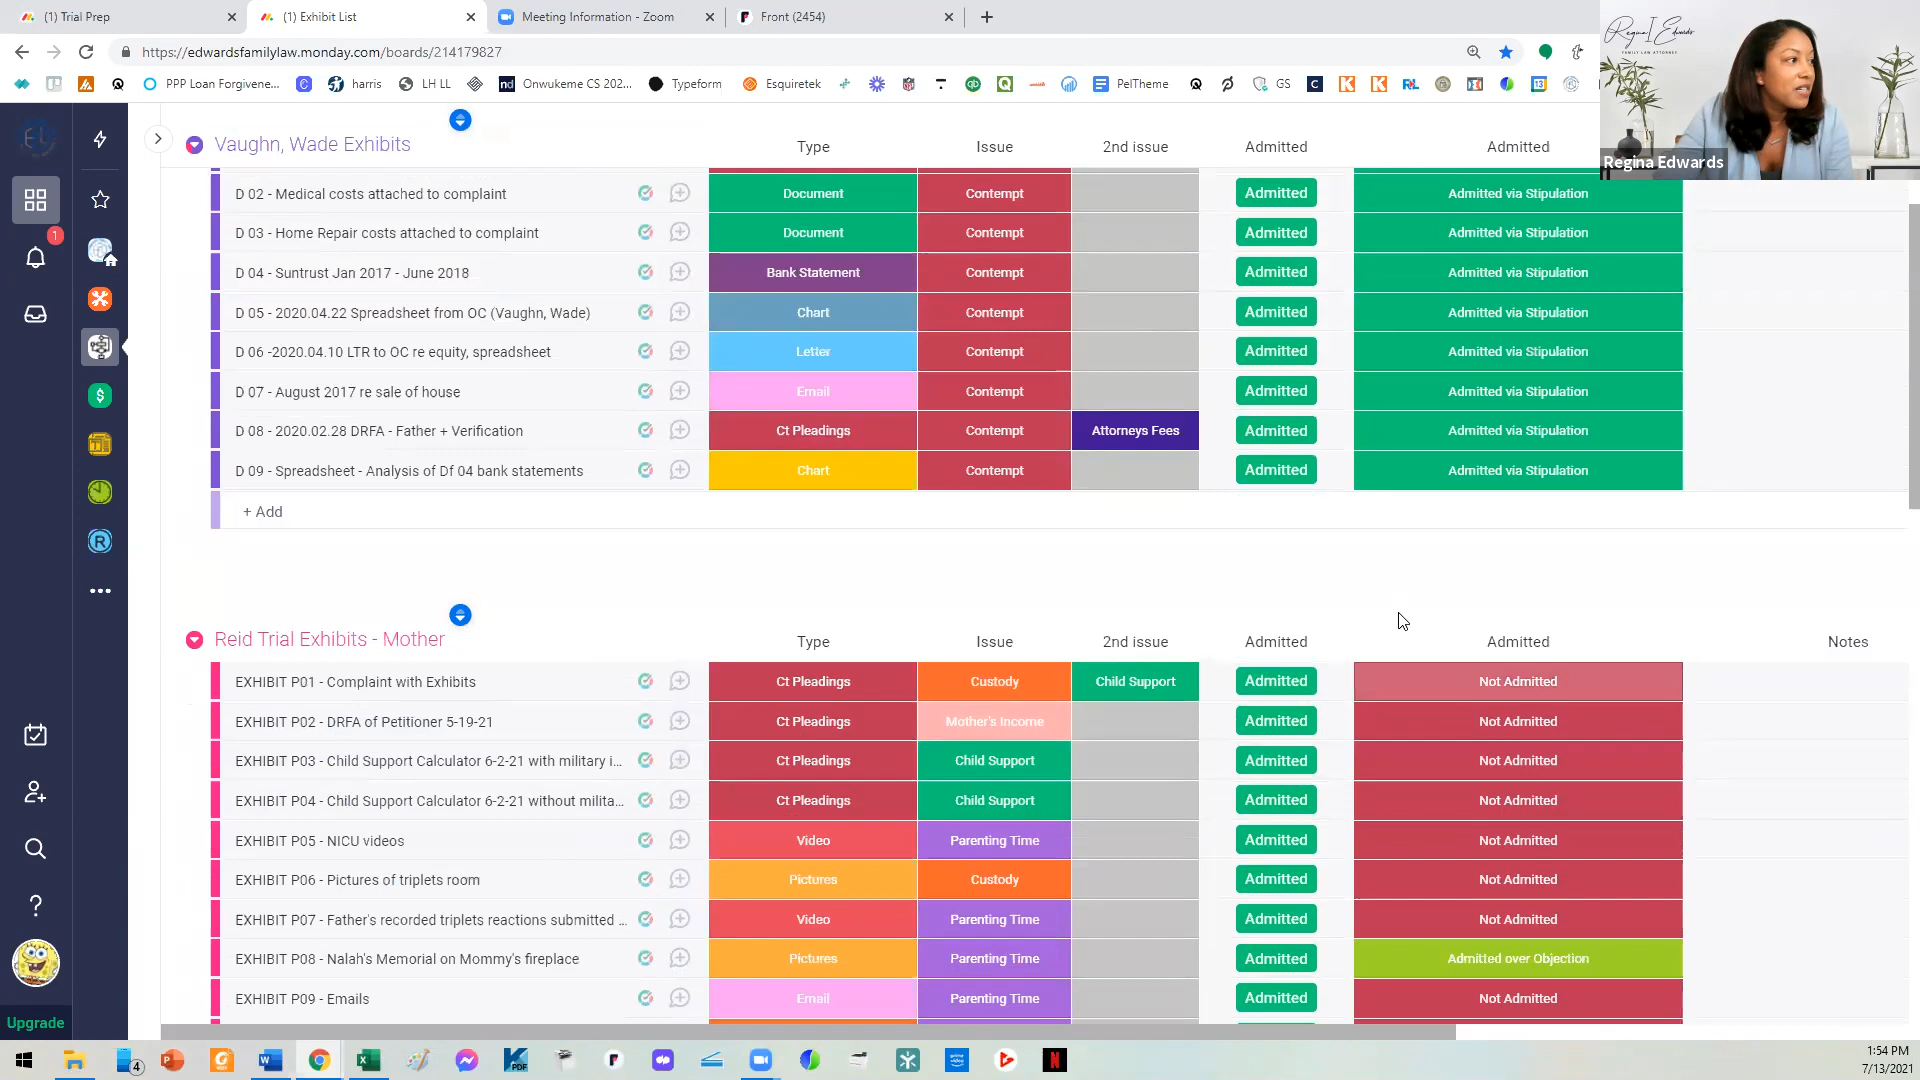 (1) Trial Prep
(1) Exhibit List
Meeting Information - Zoom
Front (2454)
https://edwardsfamilylaw.monday.com/boards/214179827
PPP Loan Forgivene...
harris
LH LL
Onwukeme CS 202...
Typeform
Esquiretek
PelTheme
GS
Regina Edwards
FAMILY LAW ATTORNEY
Regina Edwards
Vaughn, Wade Exhibits
Type Issue 2nd issue Admitted Admitted
D 02 - Medical costs attached to complaint Document Contempt Admitted Admitted via Stipulation
D 03 - Home Repair costs attached to complaint Document Contempt Admitted Admitted via Stipulation
D 04 - Suntrust Jan 2017 - June 2018 Bank Statement Contempt Admitted Admitted via Stipulation
D 05 - 2020.04.22 Spreadsheet from OC (Vaughn, Wade) Chart Contempt Admitted Admitted via Stipulation
D 06 -2020.04.10 LTR to OC re equity, spreadsheet Letter Contempt Admitted Admitted via Stipulation
D 07 - August 2017 re sale of house Email Contempt Admitted Admitted via Stipulation
D 08 - 2020.02.28 DRFA - Father + Verification Ct Pleadings Contempt Attorneys Fees Admitted Admitted via Stipulation
D 09 - Spreadsheet - Analysis of Df 04 bank statements Chart Contempt Admitted Admitted via Stipulation
+ Add
Reid Trial Exhibits - Mother
Type Issue 2nd issue Admitted Admitted Notes
EXHIBIT P01 - Complaint with Exhibits Ct Pleadings Custody Child Support Admitted Not Admitted
EXHIBIT P02 - DRFA of Petitioner 5-19-21 Ct Pleadings Mother's Income Admitted Not Admitted
EXHIBIT P03 - Child Support Calculator 6-2-21 with military i... Ct Pleadings Child Support Admitted Not Admitted
EXHIBIT P04 - Child Support Calculator 6-2-21 without milita... Ct Pleadings Child Support Admitted Not Admitted
EXHIBIT P05 - NICU videos Video Parenting Time Admitted Not Admitted
EXHIBIT P06 - Pictures of triplets room Pictures Custody Admitted Not Admitted
EXHIBIT P07 - Father's recorded triplets reactions submitted ... Video Parenting Time Admitted Not Admitted
EXHIBIT P08 - Nalah's Memorial on Mommy's fireplace Pictures Parenting Time Admitted Admitted over Objection
EXHIBIT P09 - Emails Email Parenting Time Admitted Not Admitted
1
Upgrade
4
1:54 PM
7/13/2021